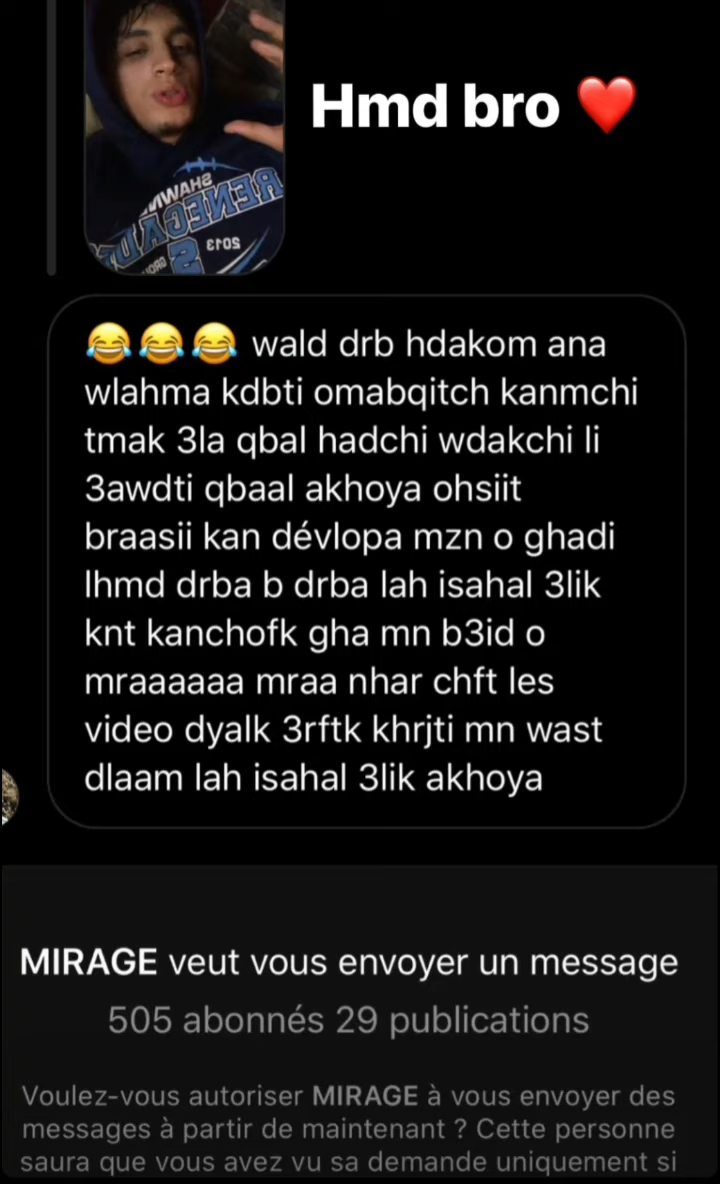 SHAWNE
RENEGADE
2013
Hmd bro ❤️
😂😂😂 wald drb hdakom ana
wlahma kdbti omabqitch kanmchi
tmak 3la qbal hadchi wdakchi li
3awdti qbaal akhoya ohsiit
braasii kan dévlopa mzn o ghadi
lhmd drba b drba lah isahal 3lik
knt kanchofk gha mn b3id o
mraaaaaa mraa nhar chft les
video dyalk 3rftk khrjti mn wast
dlaam lah isahal 3lik akhoya
MIRAGE veut vous envoyer un message
505 abonnés 29 publications
Voulez-vous autoriser MIRAGE à vous envoyer des
messages à partir de maintenant ? Cette personne
saura que vous avez vu sa demande uniquement si